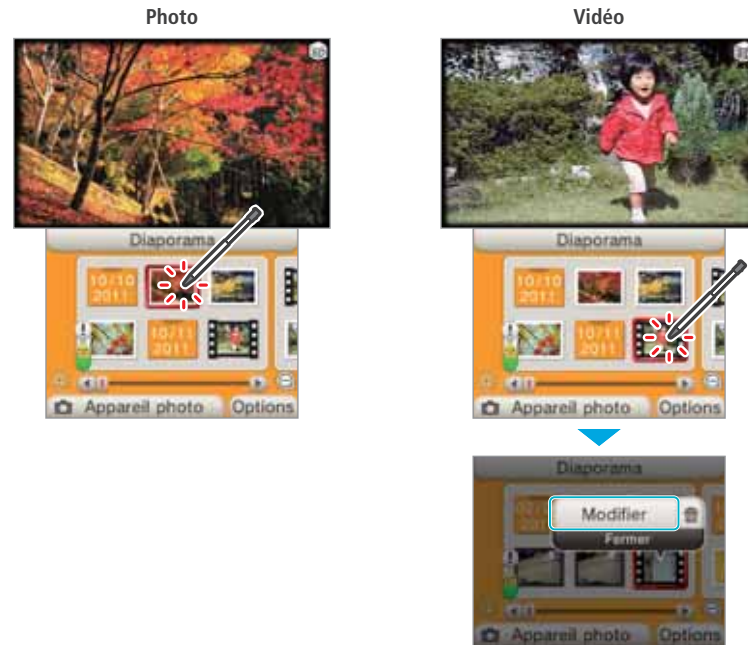 Photo
Vidéo
3D
Diaporama
10/10
2011
10/11
2011
Appareil photo
Options
Diaporama
10/10
2011
10/11
2011
Appareil photo
Options
Diaporama
Modifier
Fermer
Appareil photo
Options